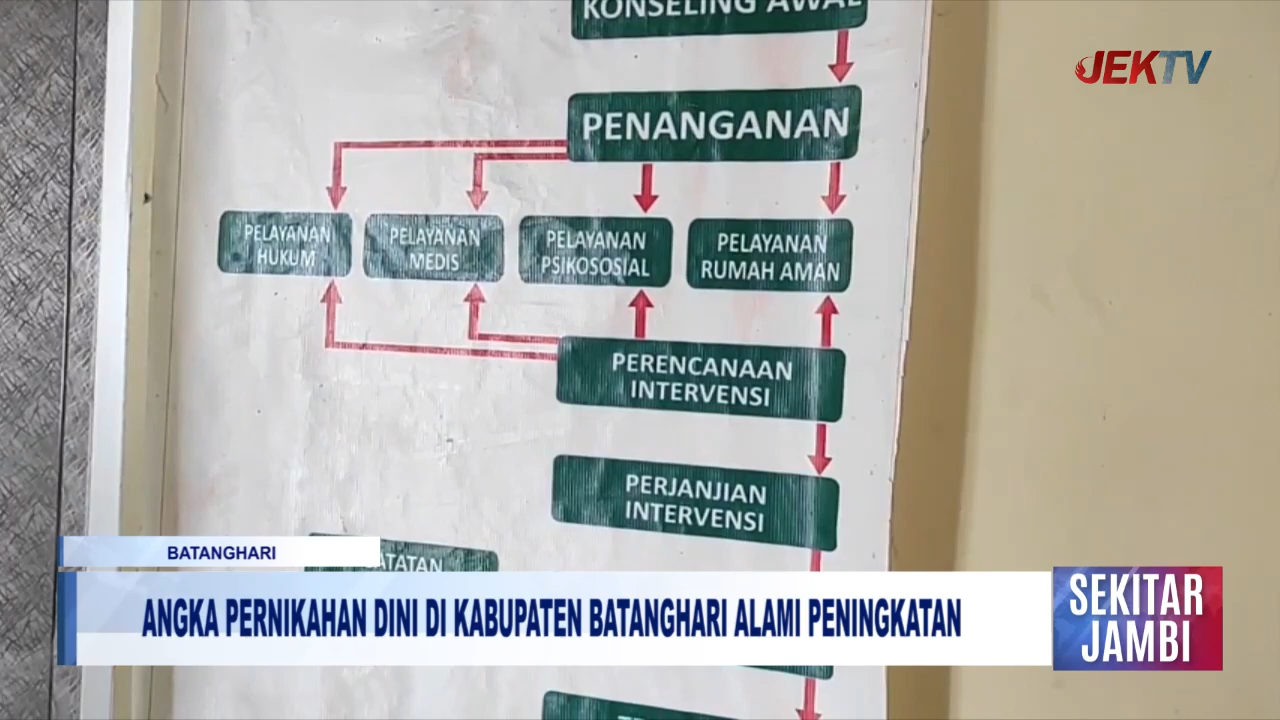 KONSELING AWAL
JEKTV
PENANGANAN
PELAYANAN
HUKUM
PELAYANAN
MEDIS
PELAYANAN
PSIKOSOSIAL
PELAYANAN
RUMAH AMAN
PERENCANAAN
INTERVENSI
PERJANJIAN
INTERVENSI
BATANGHARI
ANGKA PERNIKAHAN DINI DI KABUPATEN BATANGHARI ALAMI PENINGKATAN
SEKITAR
JAMBI